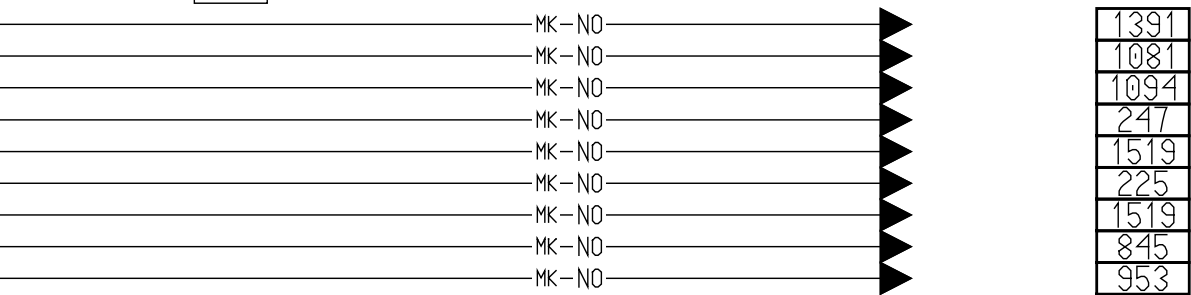 MK-NO 1391
MK-NO 1081
MK-NO 1094
MK-NO 247
MK-NO 1519
MK-NO 225
MK-NO 1519
MK-NO 845
MK-NO 953